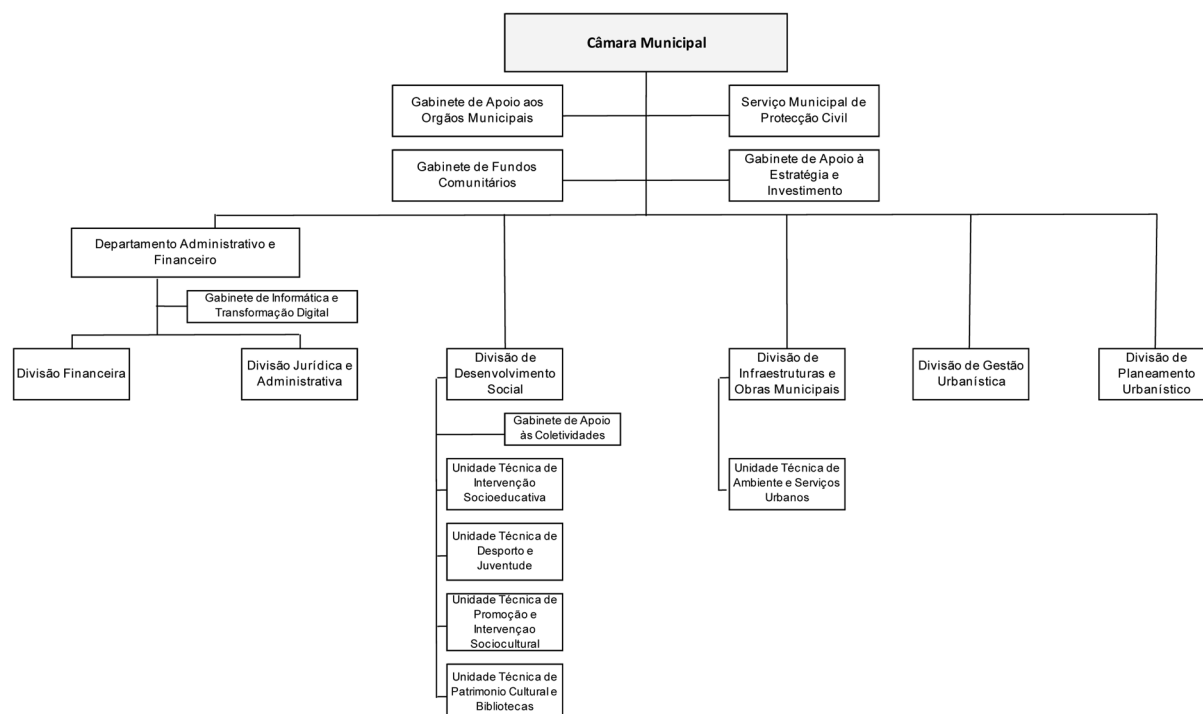 Câmara Municipal
Gabinete de Apoio aos
Orgãos Municipais
Serviço Municipal de
Protecção Civil
Gabinete de Fundos
Comunitários
Gabinete de Apoio à
Estratégia e
Investimento
Departamento Administrativo e
Financeiro
Gabinete de Informática e
Transformação Digital
Divisão Financeira
Divisão Jurídica e
Administrativa
Divisão de
Desenvolvimento
Social
Divisão de
Infraestruturas e
Obras Municipais
Divisão de Gestão
Urbanística
Divisão de
Planeamento
Urbanístico
Gabinete de Apoio
às Coletividades
Unidade Técnica de
Intervenção
Socioeducativa
Unidade Técnica de
Ambiente e Serviços
Urbanos
Unidade Técnica de
Desporto e
Juventude
Unidade Técnica de
Promoção e
Intervençao
Sociocultural
Unidade Técnica de
Patrimonio Cultural e
Bibliotecas